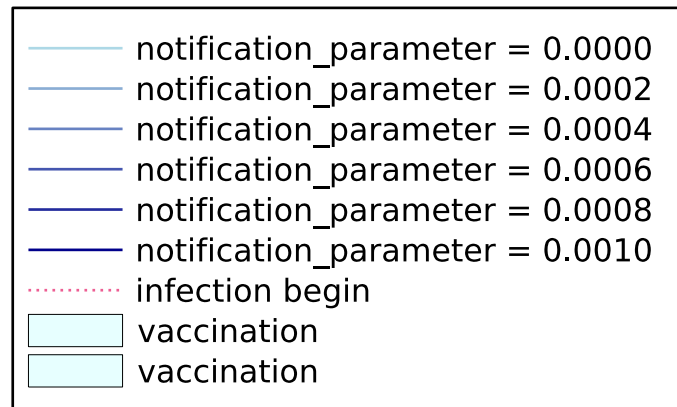 notification_parameter = 0.0000
notification_parameter = 0.0002
notification_parameter = 0.0004
notification_parameter = 0.0006
notification_parameter = 0.0008
notification_parameter = 0.0010
infection begin
vaccination
vaccination